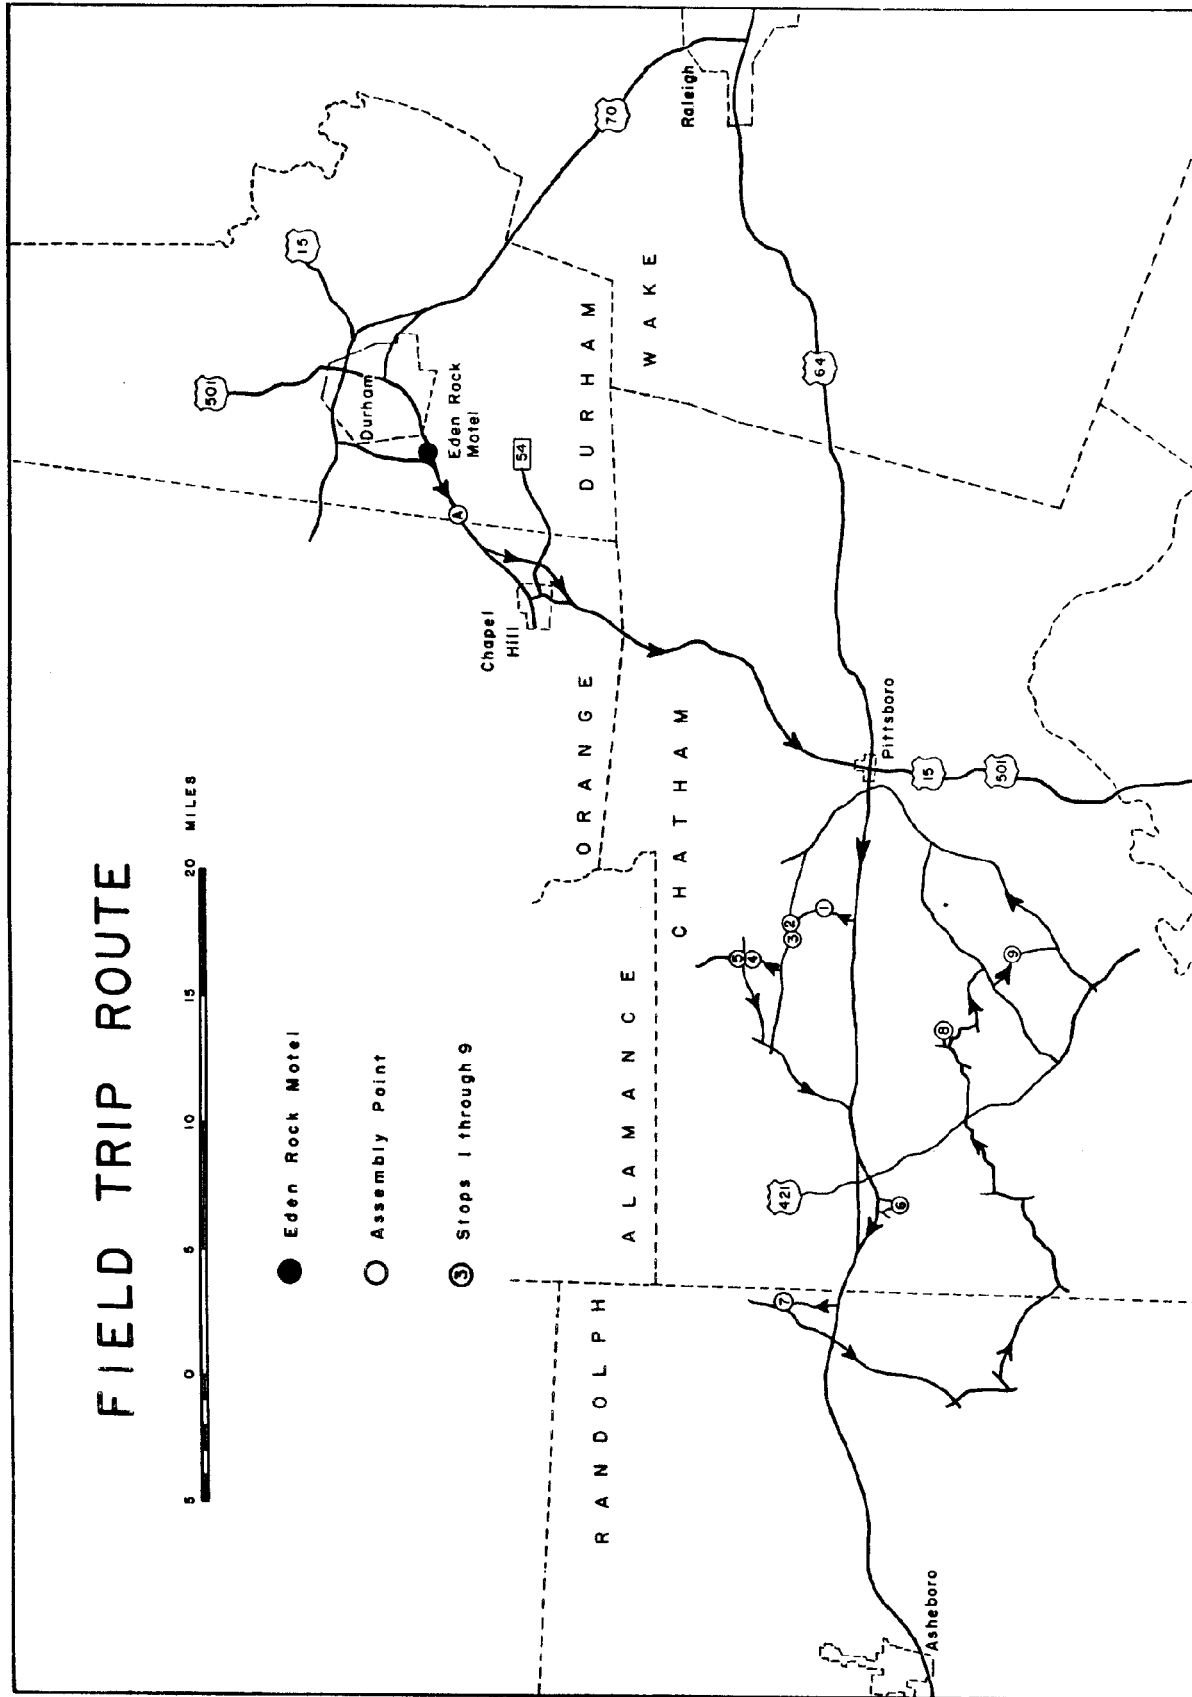 FIELD TRIP ROUTE
5 0 5 10 15 20 MILES
Eden Rock Motel
Assembly Point
3 Stops 1 through 9
501
15
Durham
Eden Rock
Motel
A
54
Chapel
Hill
70
Raleigh
DURHAM
WAKE
ORANGE
CHATHAM
ALAMANCE
RANDOLPH
64
Pittsboro
15
501
421
1
2
3
4
5
6
7
8
9
Asheboro